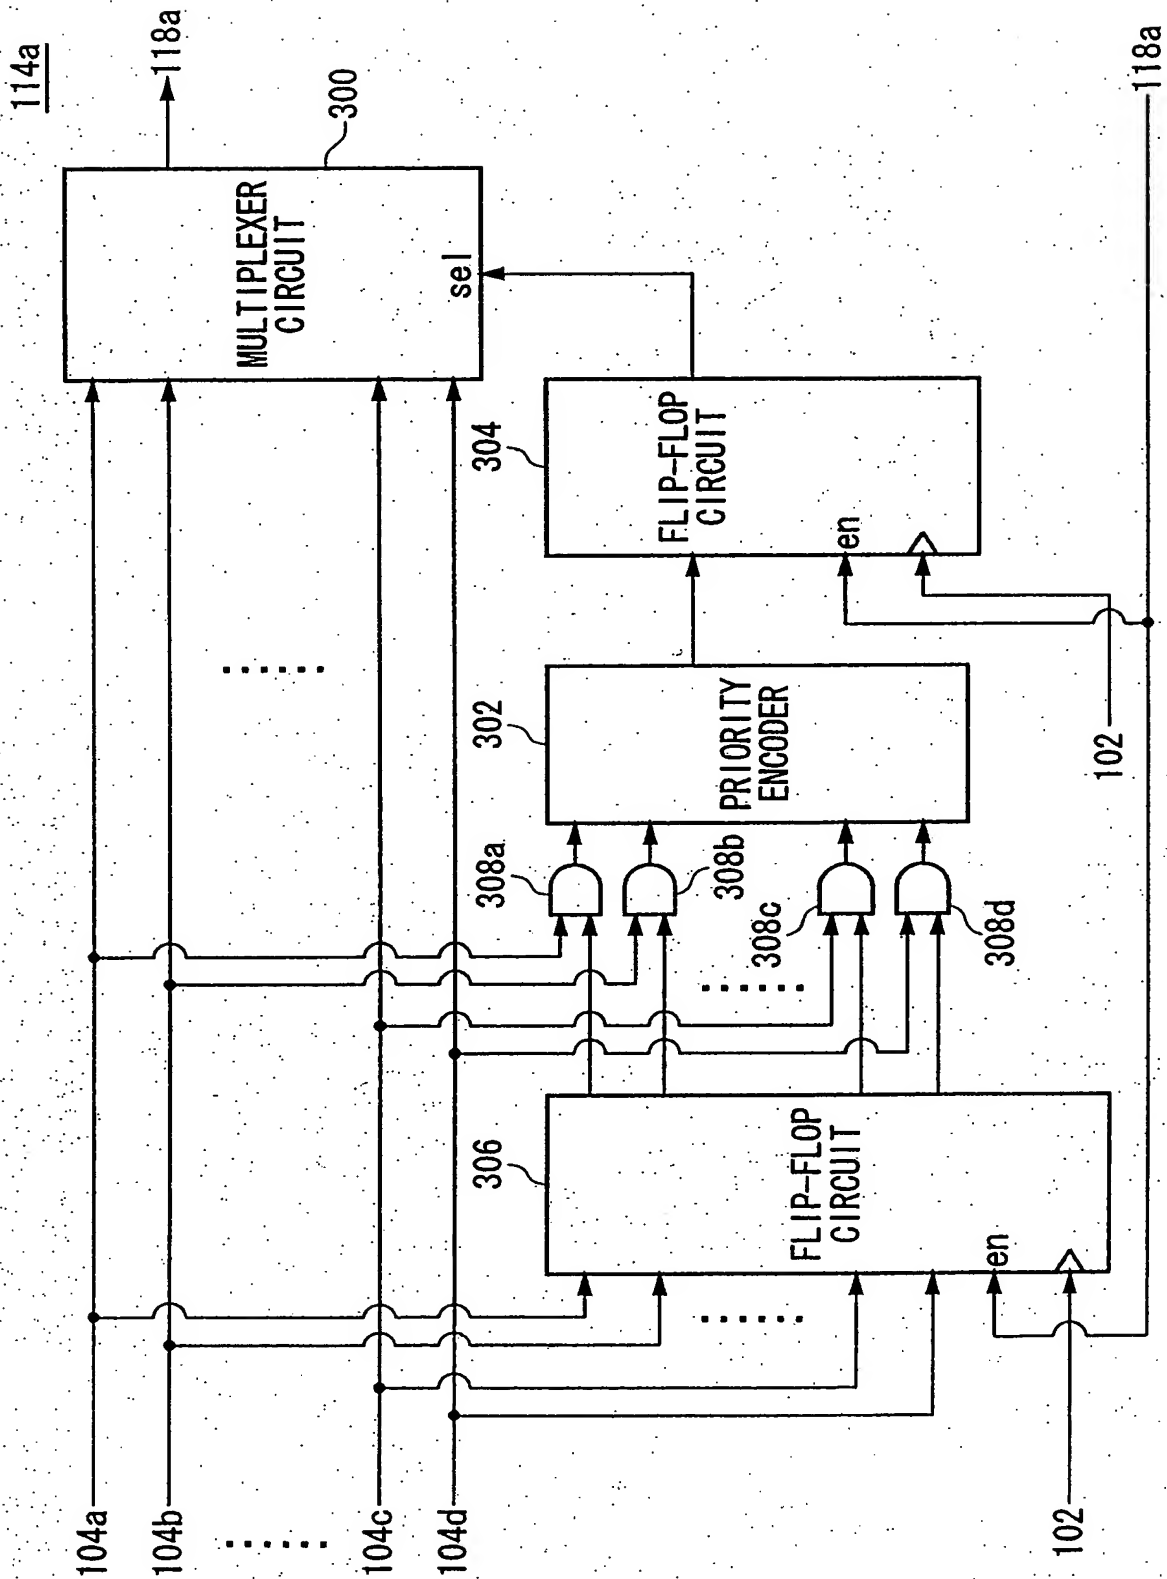 114a
118a
MULTIPLEXER
CIRCUIT
300
sel
304
FLIP-FLOP
CIRCUIT
en
302
PRIORITY
ENCODER
102
118a
308a
308b
308c
308d
306
FLIP-FLOP
CIRCUIT
en
104a
104b
104c
104d
102